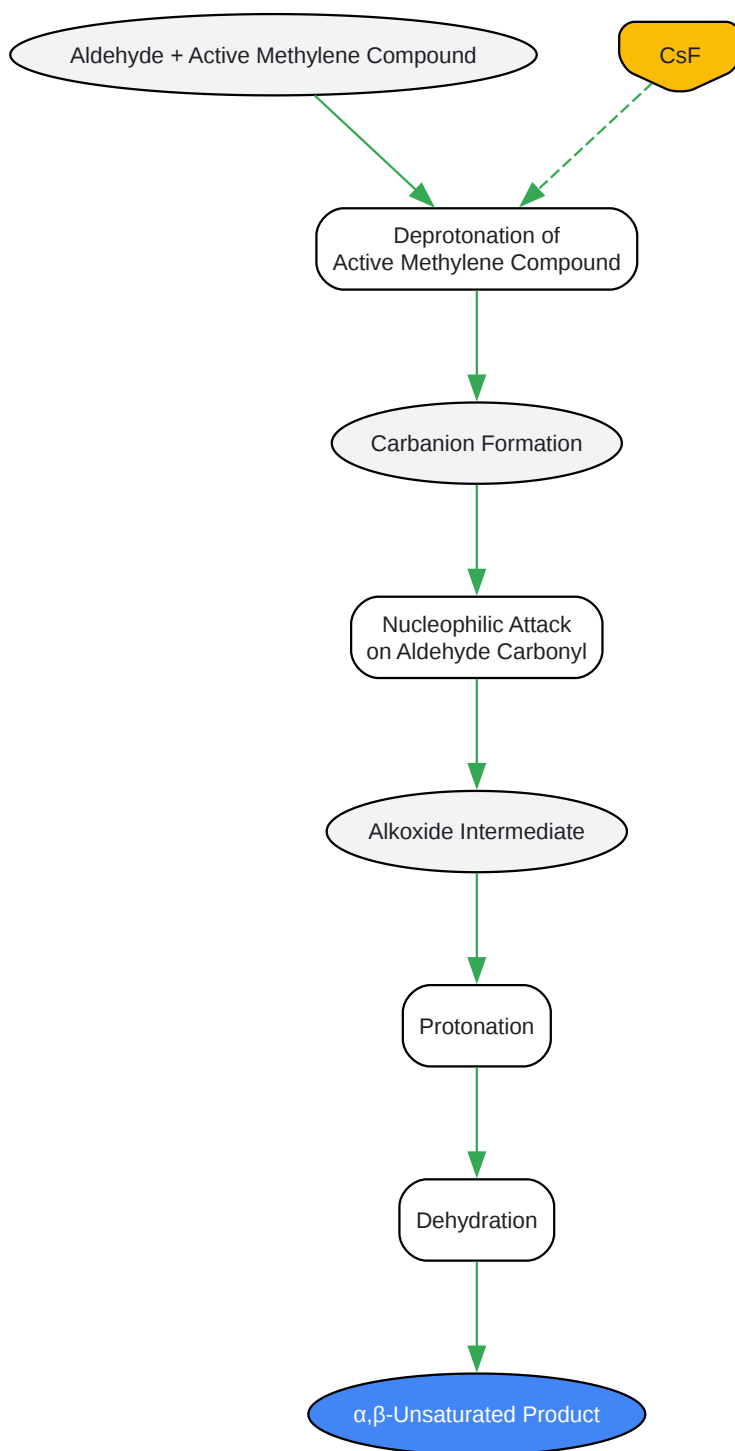 Aldehyde + Active Methylene Compound
CsF
Deprotonation of
Active Methylene Compound
Carbanion Formation
Nucleophilic Attack
on Aldehyde Carbonyl
Alkoxide Intermediate
Protonation
Dehydration
α,β-Unsaturated Product